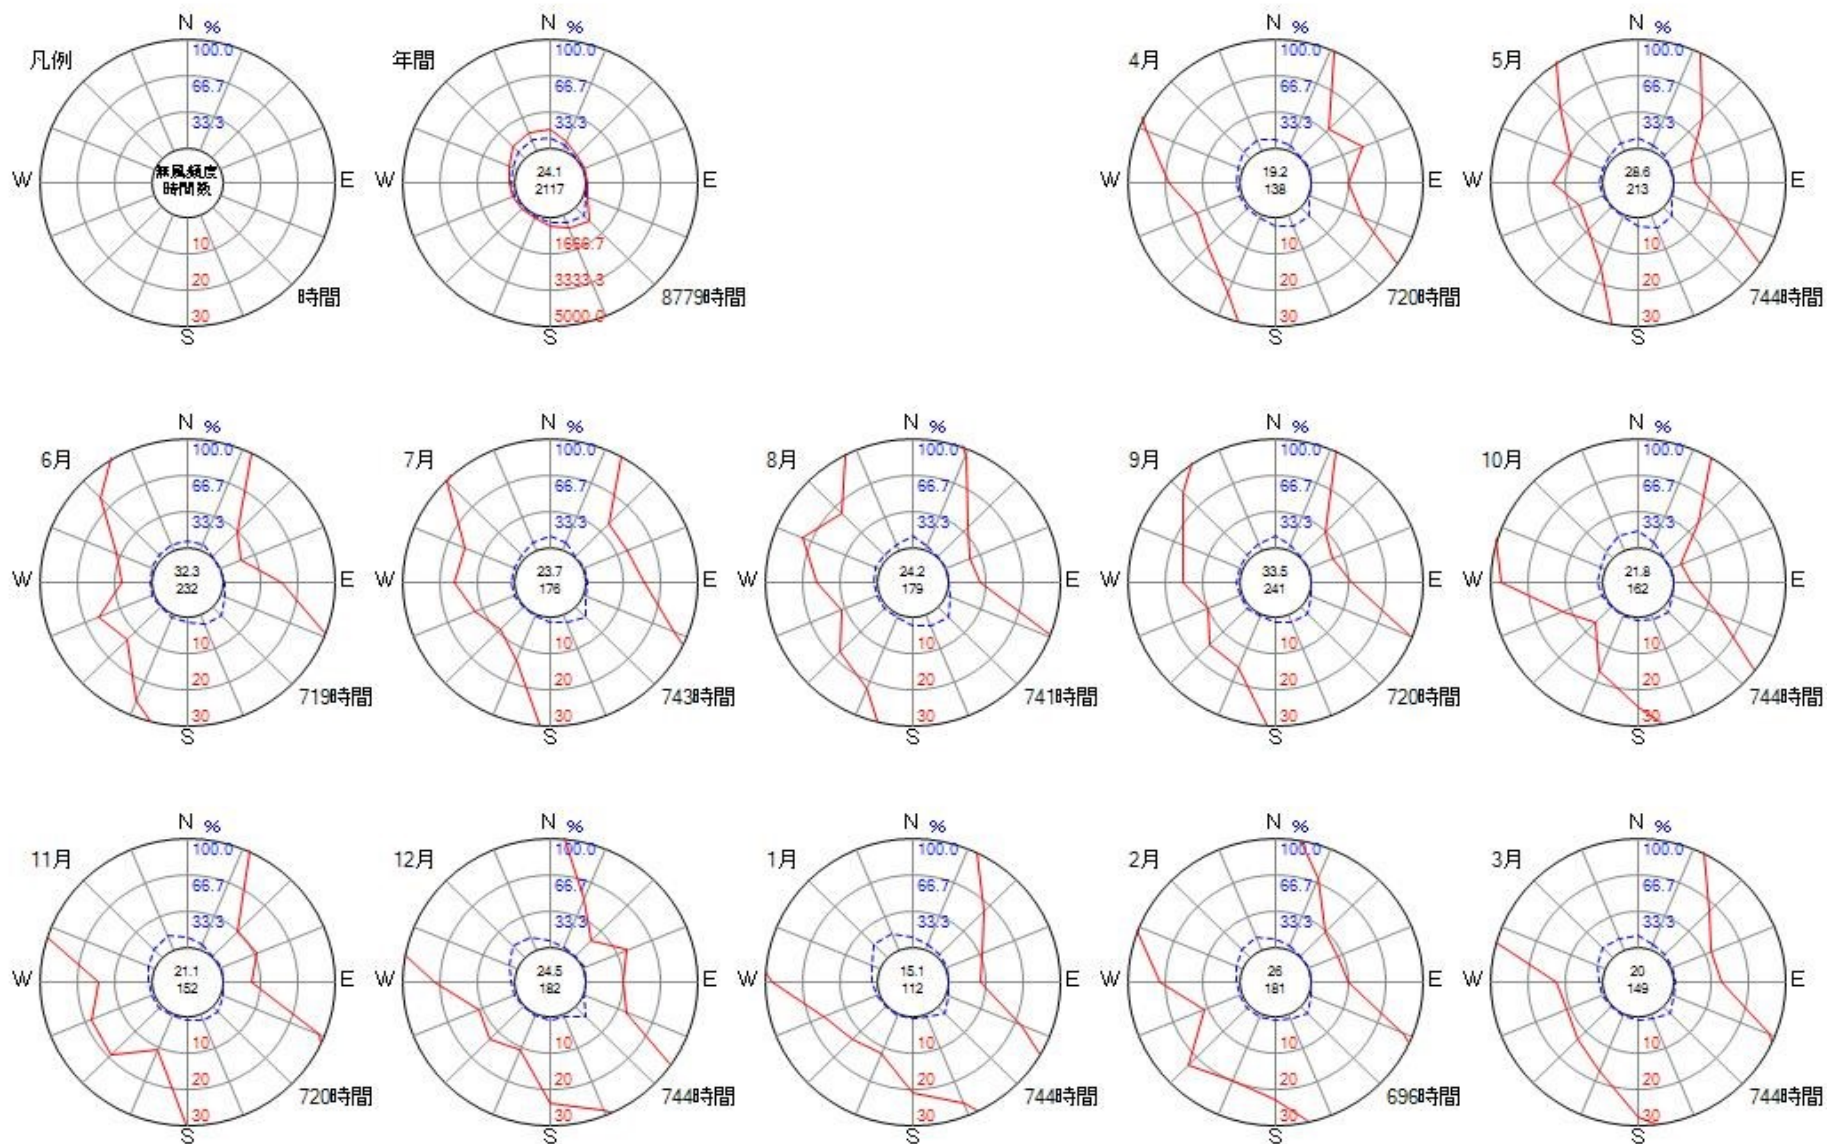 凡例
N %
100.0
66.7
33.3
W
無風頻度
時間数
E
10
20
30
S
時間
年間
N %
100.0
66.7
33.3
W
24.1
2117
E
1666.7
3333.3
5000.0
S
8779時間
4月
N %
100.0
66.7
33.3
W
19.2
138
E
10
20
30
S
720時間
5月
N %
100.0
66.7
33.3
W
28.6
213
E
10
20
30
S
744時間
6月
N %
100.0
66.7
33.3
W
32.3
232
E
10
20
30
S
719時間
7月
N %
100.0
66.7
33.3
W
23.7
176
E
10
20
30
S
743時間
8月
N %
100.0
66.7
33.3
W
24.2
179
E
10
20
30
S
741時間
9月
N %
100.0
66.7
33.3
W
33.5
241
E
10
20
30
S
720時間
10月
N %
100.0
66.7
33.3
W
21.8
162
E
10
20
30
S
744時間
11月
N %
100.0
66.7
33.3
W
21.1
152
E
10
20
30
S
720時間
12月
N %
100.0
66.7
33.3
W
24.5
182
E
10
20
30
S
744時間
1月
N %
100.0
66.7
33.3
W
15.1
112
E
10
20
30
S
744時間
2月
N %
100.0
66.7
33.3
W
26
181
E
10
20
30
S
696時間
3月
N %
100.0
66.7
33.3
W
20
149
E
10
20
30
S
744時間